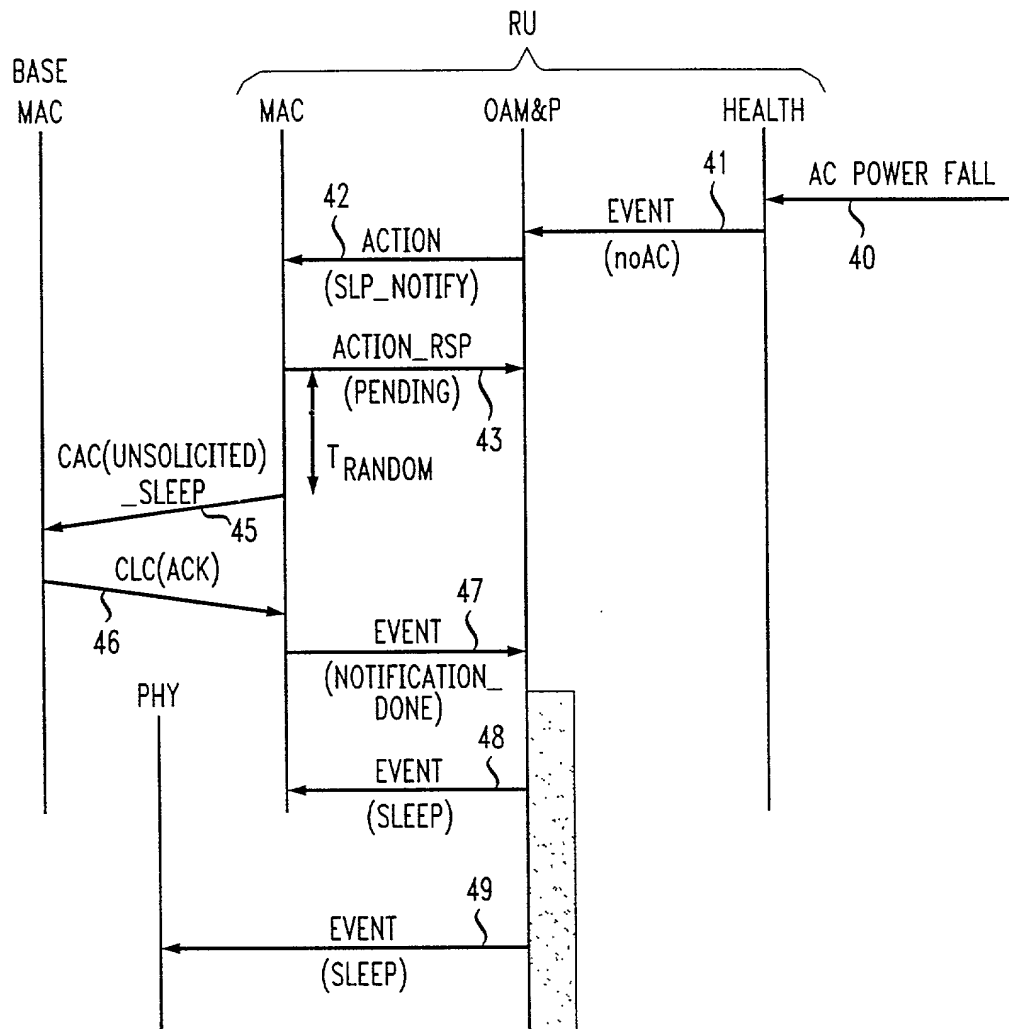 RU
BASE
MAC
MAC
OAM&P
HEALTH
AC POWER FALL
40
41
EVENT
(noAC)
42
ACTION
(SLP_NOTIFY)
ACTION_RSP
(PENDING)
43
TRANDOM
CAC(UNSOLICITED)
_SLEEP
45
CLC(ACK)
46
47
EVENT
(NOTIFICATION_
DONE)
PHY
48
EVENT
(SLEEP)
49
EVENT
(SLEEP)